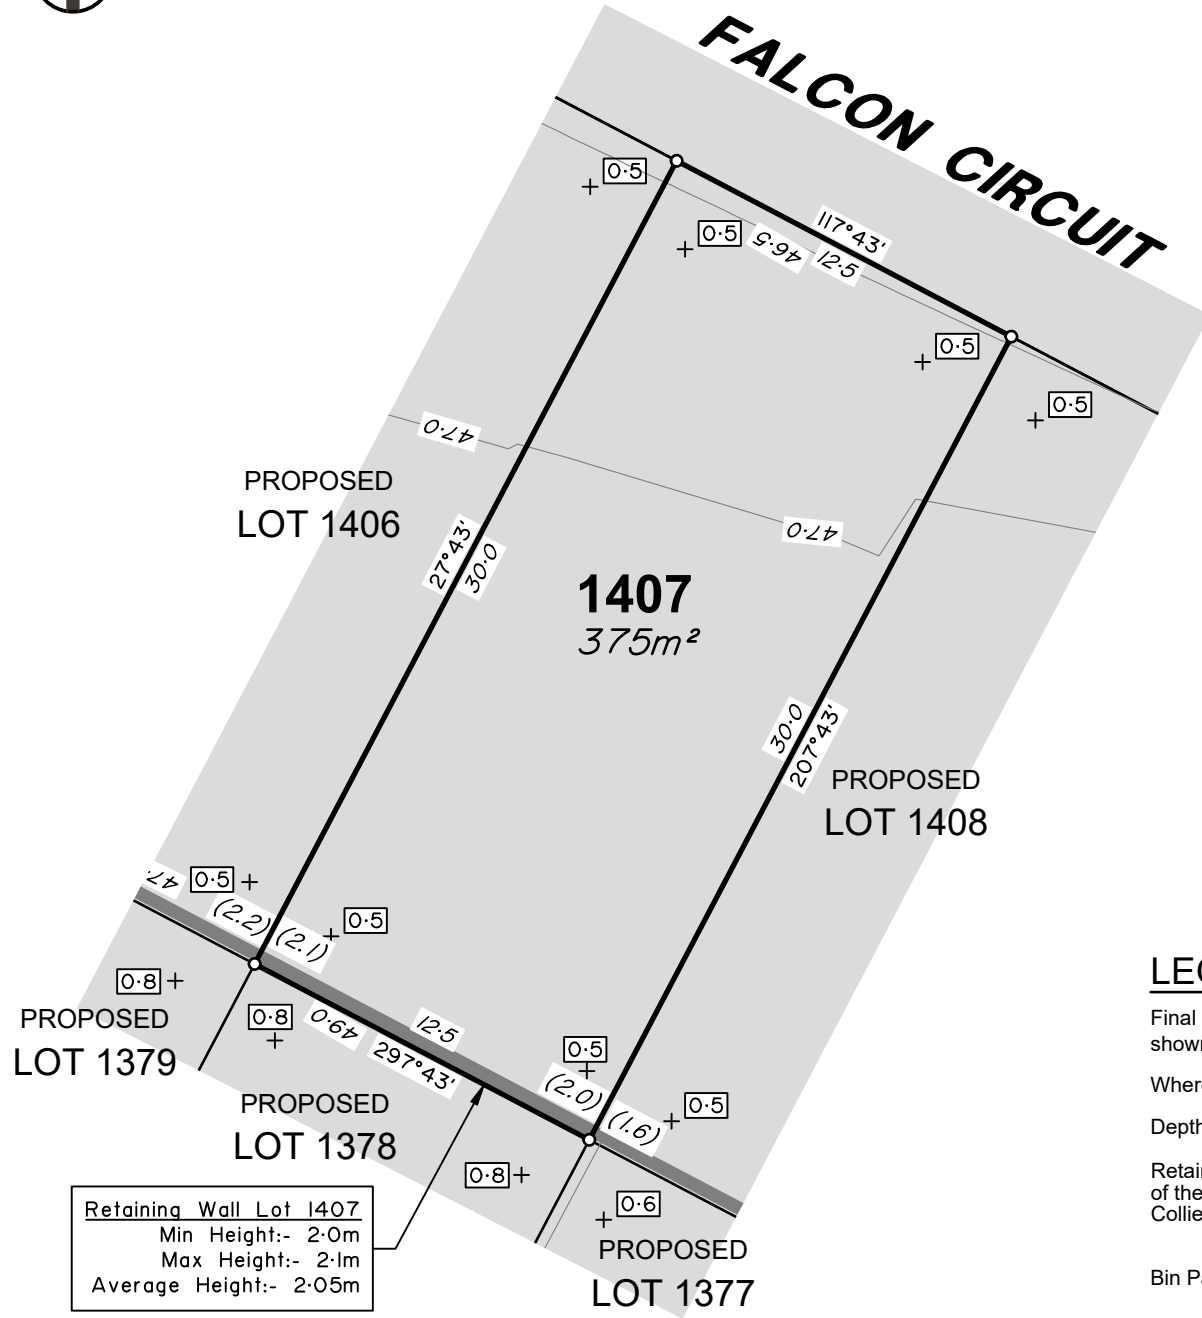 FALCON CIRCUIT
0·5
0·5
46·5
117°43'
12·5
0·5
0·5
47·0
47·0
PROPOSED
LOT 1406
27°43'
30·0
1407
375m²
30·0
207°43'
PROPOSED
LOT 1408
47·
0·5
(2.2)
(2.1)
0·5
0·8
PROPOSED
LOT 1379
0·8
49·0
12·5
297°43'
0·5
(2.0)
(1.6)
0·5
PROPOSED
LOT 1378
0·8
0·6
PROPOSED
LOT 1377
Retaining Wall Lot 1407
Min Height:- 2·0m
Max Height:- 2·1m
Average Height:- 2·05m
Final
of the